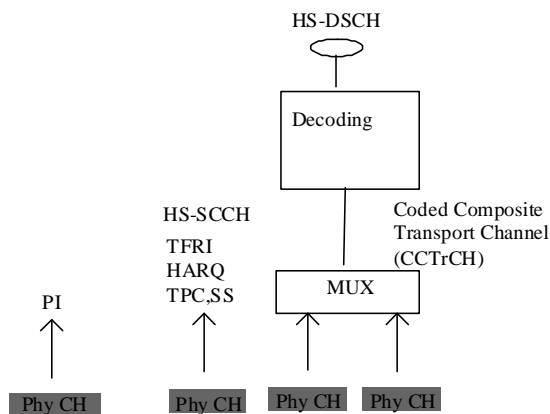 HS-DSCH
Decoding
HS-SCCH
TFRI
HARQ
TPC,SS
Coded Composite
Transport Channel
(CCTrCH)
MUX
PI
Phy CH
Phy CH
Phy CH
Phy CH